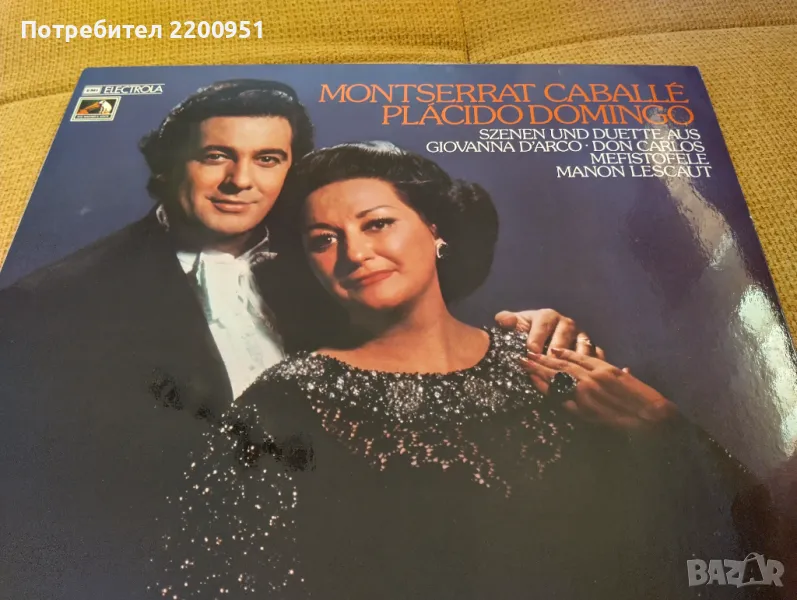 Потребител 2200951
EMI ELECTROLA
MONTSERRAT CABALLÉ
PLÁCIDO DOMINGO
SZENEN UND DUETTE AUS
GIOVANNA D'ARCO · DON CARLOS
MEFISTOFELE
MANON LESCAUT
BAZAR